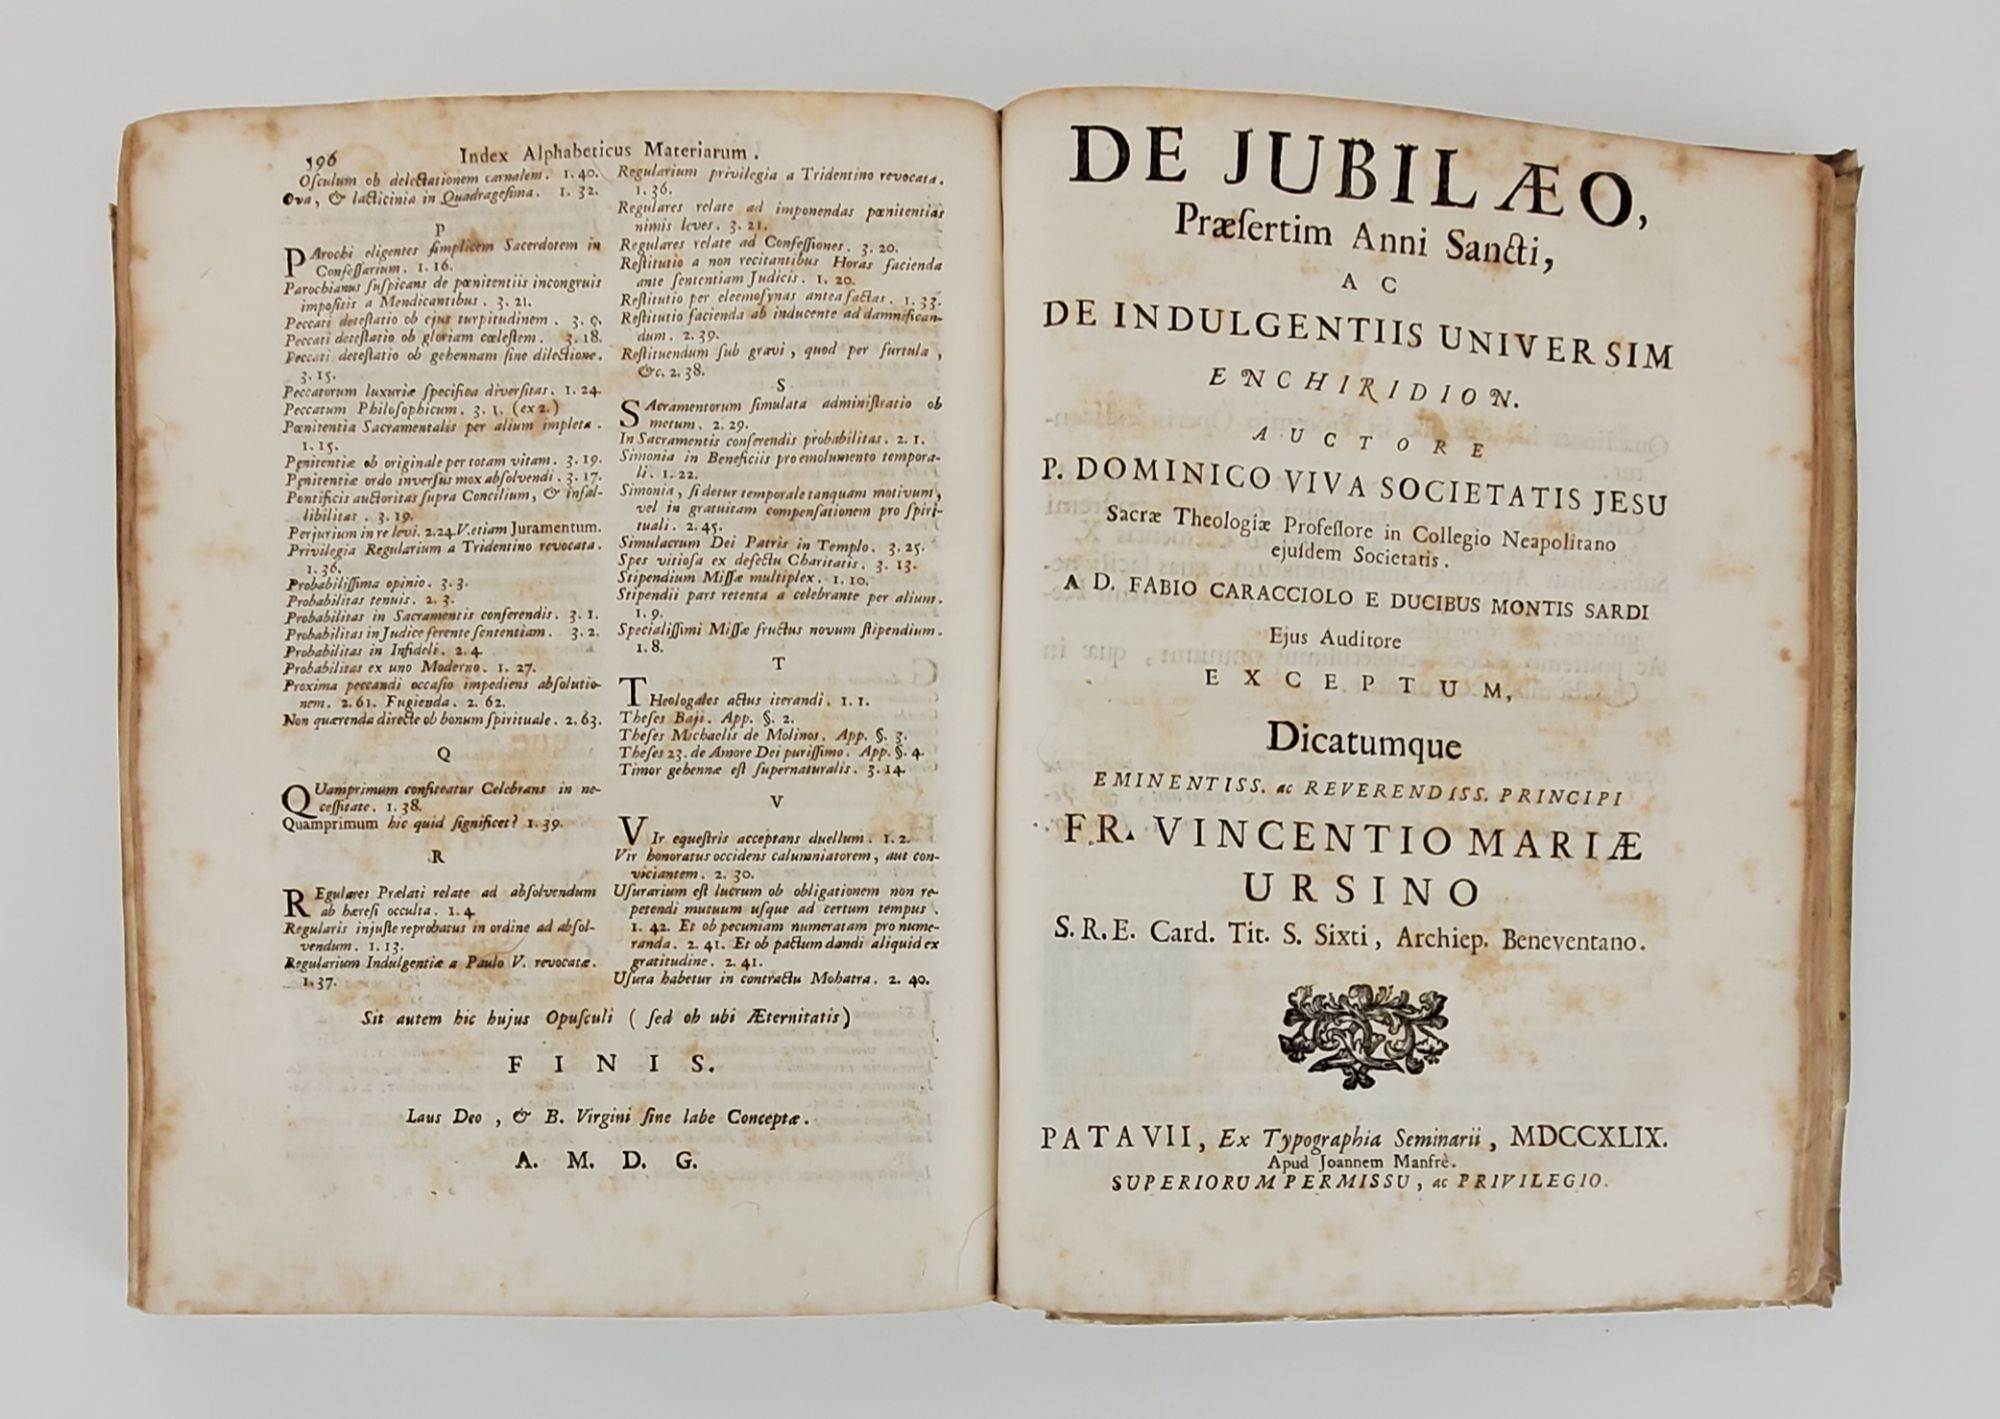 396
Index Alphabeticus Materiarum.
Osculum ob delectationem carnalem. 1. 40.
Ova, & lacticinia in Quadragesima. 1. 32.
P
PArochi eligentes simplicem Sacerdotem in
Confessarium. 1. 16.
Parochianus suspicans de pœnitentiis incongruis
impositis a Mendicantibus. 3. 21.
Peccati detestatio ob ejus turpitudinem. 3. 9.
Peccati detestatio ob gloriam cœlestem. 3. 18.
Peccati detestatio ob gehennam sine dilectione.
3. 15.
Peccatorum luxuriæ specifica diversitas. 1. 24.
Peccatum Philosophicum. 3. 1. (ex 2.)
Pœnitentia Sacramentalis per alium impleta.
1. 15.
Pœnitentiæ ob originale per totam vitam. 3. 19.
Pœnitentiæ ordo inversus mox absolvendi. 3. 17.
Pontificis auctoritas supra Concilium, & infal-
libilitas. 3. 19.
Perjurium in re levi. 2. 24. V. etiam Juramentum.
Privilegia Regularium a Tridentino revocata.
1. 36.
Probabilissima opinio. 3. 3.
Probabilitas tenuis. 2. 3.
Probabilitas in Sacramentis conferendis. 3. 1.
Probabilitas in Judice ferente sententiam. 3. 2.
Probabilitas in Infideli. 2. 4
Probabilitas ex uno Moderno. 1. 27.
Proxima peccandi occasio impediens absolutio-
nem. 2. 61. Fugienda. 2. 62.
Non quærenda directe ob bonum spirituale. 2. 63.
Q
QUamprimum confiteatur Celebrans in ne-
cessitate. 1. 38.
Quamprimum hic quid significet? 1. 39.
R
REgulares Prælati relate ad absolvendum
ab hæresi occulta. 1. 4
Regularis injuste reprobatus in ordine ad absol-
vendum. 1. 13.
Regularium Indulgentiæ a Paulo V. revocatæ.
1. 37.
Regularium privilegia a Tridentino revocata.
1. 36.
Regulares relate ad imponendas pœnitentias
nimis leves. 3. 21.
Regulares relate ad Confessiones. 3. 20.
Restitutio a non recitantibus Horas facienda
ante sententiam Judicis. 1. 20.
Restitutio per eleemosynas antea factas. 1. 33.
Restitutio facienda ab inducente ad damnifican-
dum. 2. 39.
Restituendum sub gravi, quod per furtula,
&c. 2. 38.
S
SAcramentorum simulata administratio ob
metum. 2. 29.
In Sacramentis conferendis probabilitas. 2. 1.
Simonia in Beneficiis pro emolumento tempora-
li. 1. 22.
Simonia, si detur temporale tanquam motivum,
vel in gratuitam compensationem pro spiri-
tuali. 2. 45.
Simulacrum Dei Patris in Templo. 3. 25.
Spes vitiosa ex defectu Charitatis. 3. 13.
Stipendium Missæ multiplex. 1. 10.
Stipendii pars retenta a celebrante per alium.
1. 9.
Specialissimi Missæ fructus novum stipendium.
1. 8.
T
THeologales actus iterandi. 1. 1.
Theses Baji. App. §. 2.
Theses Michaelis de Molinos. App. §. 3.
Theses 23. de Amore Dei purissimo. App. §. 4
Timor gehennæ est supernaturalis. 3. 14.
V
VIr equestris acceptans duellum. 1. 2.
Vir honoratus occidens calumniatorem, aut con-
viciantem. 2. 30.
Usurarium est lucrum ob obligationem non re-
petendi mutuum usque ad certum tempus.
1. 42. Et ob pecuniam numeratam pro nume-
randa. 2. 41. Et ob pactum dandi aliquid ex
gratitudine. 2. 41.
Usura habetur in contractu Mohatra. 2. 40.
Sit autem hic hujus Opusculi ( sed oh ubi Æternitatis)
FINIS.
Laus Deo, & B. Virgini sine labe Conceptæ.
A. M. D. G.
DE JUBILÆO,
Præsertim Anni Sancti,
AC
DE INDULGENTIIS UNIVERSIM
ENCHIRIDION.
AUCTORE
P. DOMINICO VIVA SOCIETATIS JESU
Sacræ Theologiæ Professore in Collegio Neapolitano
ejusdem Societatis.
A D. FABIO CARACCIOLO E DUCIBUS MONTIS SARDI
Ejus Auditore
EXCEPTUM,
Dicatumque
EMINENTISS. ac REVERENDISS. PRINCIPI
FR. VINCENTIO MARIÆ
URSINO
S. R. E. Card. Tit. S. Sixti, Archiep. Beneventano.
PATAVII, Ex Typographia Seminarii, MDCCXLIX.
Apud Joannem Manfrè.
SUPERIORUM PERMISSU, ac PRIVILEGIO.